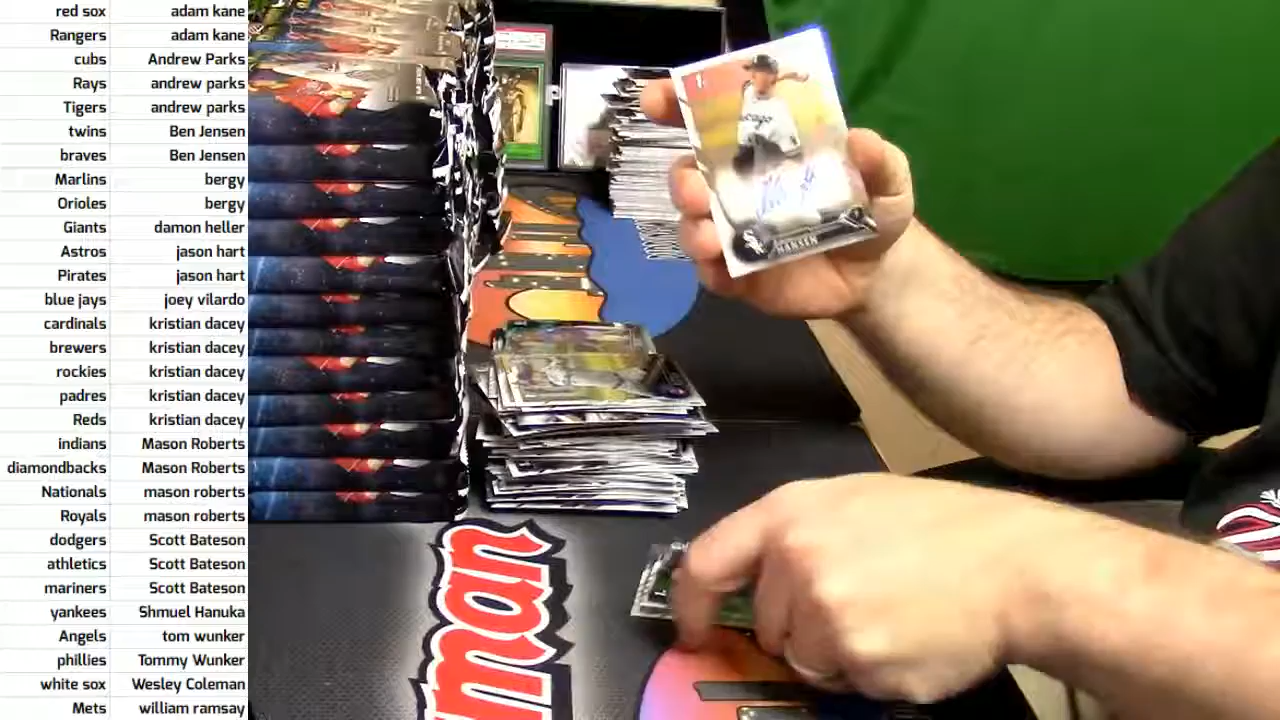 red sox adam kane
Rangers adam kane
cubs Andrew Parks
Rays andrew parks
Tigers andrew parks
twins Ben Jensen
braves Ben Jensen
Marlins bergy
Orioles bergy
Giants damon heller
Astros jason hart
Pirates jason hart
blue jays joey vilardo
cardinals kristian dacey
brewers kristian dacey
rockies kristian dacey
padres kristian dacey
Reds kristian dacey
indians Mason Roberts
diamondbacks Mason Roberts
Nationals mason roberts
Royals mason roberts
dodgers Scott Bateson
athletics Scott Bateson
mariners Scott Bateson
yankees Shmuel Hanuka
Angels tom wunker
phillies Tommy Wunker
white sox Wesley Coleman
Mets william ramsay
HANSEN
man